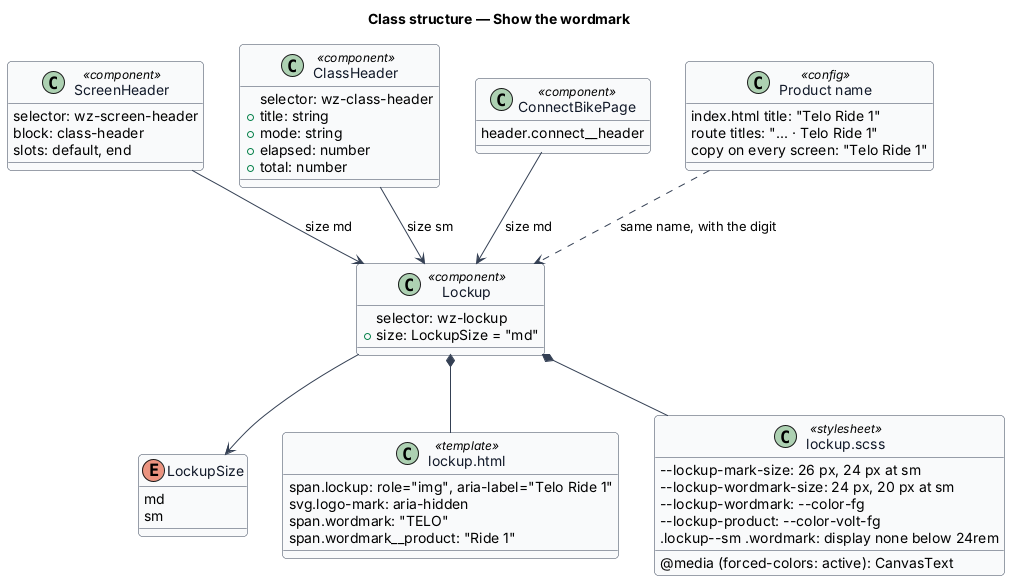 Class structure — Show the wordmark
C
«component»
ScreenHeader
selector: wz-screen-header
block: class-header
slots: default, end
C
«component»
ClassHeader
selector: wz-class-header
title: string
mode: string
elapsed: number
total: number
C
«component»
ConnectBikePage
header.connect__header
C
«config»
Product name
index.html title: "Telo Ride 1"
route titles: "... · Telo Ride 1"
copy on every screen: "Telo Ride 1"
size md
size sm
size md
same name, with the digit
C
«component»
Lockup
selector: wz-lockup
size: LockupSize = "md"
E
LockupSize
md
sm
C
«template»
lockup.html
span.lockup: role="img", aria-label="Telo Ride 1"
svg.logo-mark: aria-hidden
span.wordmark: "TELO"
span.wordmark__product: "Ride 1"
C
«stylesheet»
lockup.scss
--lockup-mark-size: 26 px, 24 px at sm
--lockup-wordmark-size: 24 px, 20 px at sm
--lockup-wordmark: --color-fg
--lockup-product: --color-volt-fg
.lockup--sm .wordmark: display none below 24rem
@media (forced-colors: active): CanvasText